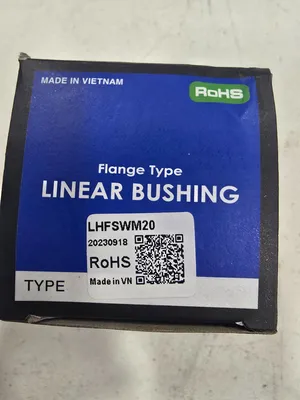 MADE IN VIETNAM
RoHS
Flange Type
LINEAR BUSHING
LHFSWM20
20230918
RoHS
Made in VN
TYPE